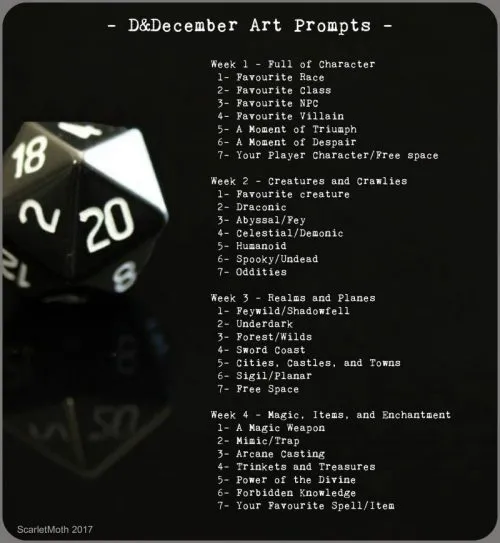 - D&December Art Prompts -
Week 1 - Full of Character
1- Favourite Race
2- Favourite Class
3- Favourite NPC
4- Favourite Villain
5- A Moment of Triumph
6- A Moment of Despair
7- Your Player Character/Free space
Week 2 - Creatures and Crawlies
1- Favourite creature
2- Draconic
3- Abyssal/Fey
4- Celestial/Demonic
5- Humanoid
6- Spooky/Undead
7- Oddities
Week 3 - Realms and Planes
1- Feywild/Shadowfell
2- Underdark
3- Forest/Wilds
4- Sword Coast
5- Cities, Castles, and Towns
6- Sigil/Planar
7- Free Space
Week 4 - Magic, Items, and Enchantment
1- A Magic Weapon
2- Mimic/Trap
3- Arcane Casting
4- Trinkets and Treasures
5- Power of the Divine
6- Forbidden Knowledge
7- Your Favourite Spell/Item
18
2
20
8
ScarletMoth 2017